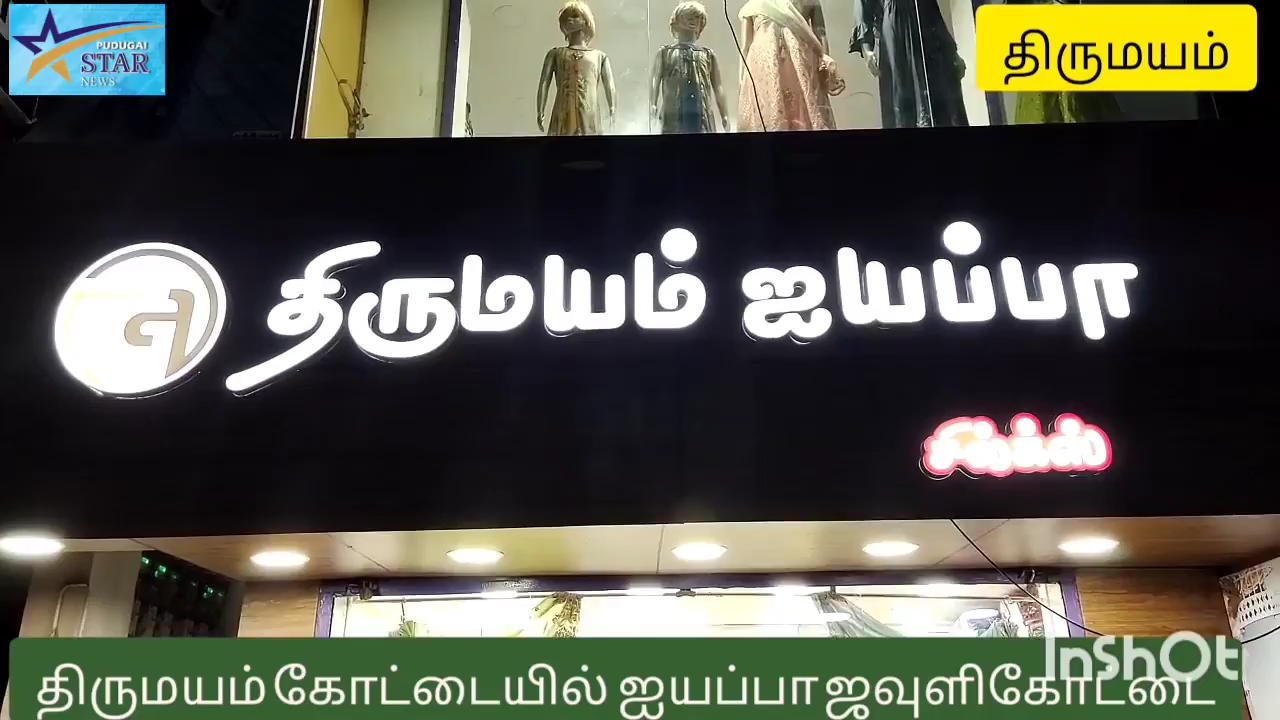 PUDUGAI
STAR
NEWS
திருமயம்
a திருமயம் ஐயப்பா
சில்க்ஸ்
திருமயம் கோட்டையில் ஐயப்பா ஜவுளிகோட்டை
InShOt